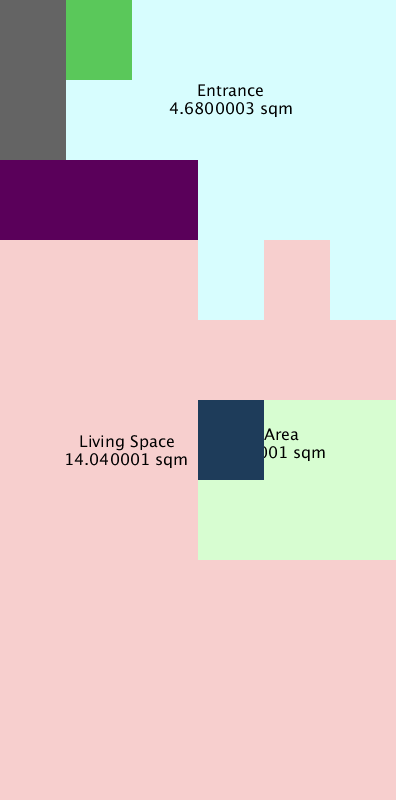 Entrance
4.6800003 sqm
Area
001 sqm
Living Space
14.040001 sqm